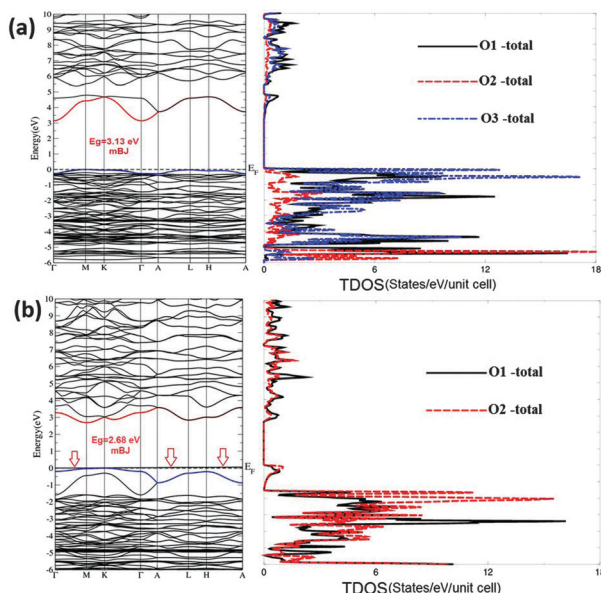 (a)
10
9
8
7
6
5
4
3
2
1
0
-1
-2
-3
-4
-5
-6
Energy(eV)
Eg=3.13 eV
mBJ
E_F
Γ M K Γ A L H A
O1 -total
O2 -total
O3 -total
0 6 12 18
TDOS(States/eV/unit cell)
(b)
10
9
8
7
6
5
4
3
2
1
0
-1
-2
-3
-4
-5
-6
Energy(eV)
Eg=2.68 eV
mBJ
E_F
Γ M K Γ A L H A
O1 -total
O2 -total
0 6 12 18
TDOS(States/eV/unit cell)